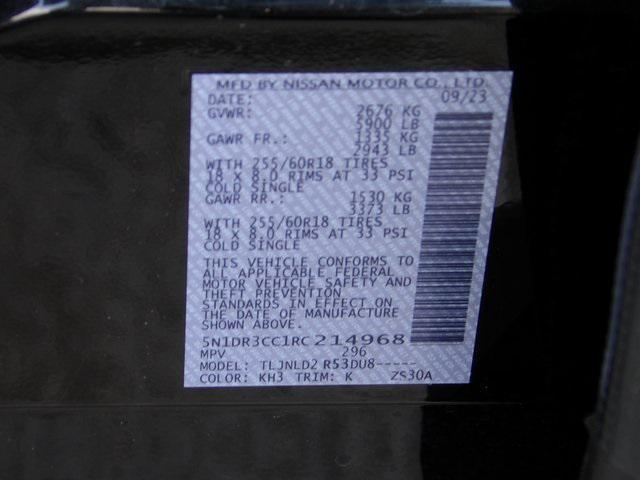 MFD BY NISSAN MOTOR CO., LTD.
DATE: 09/23
GVWR: 2676 KG
5900 LB
GAWR FR.: 1335 KG
2943 LB
WITH 255/60R18 TIRES
18 X 8.0 RIMS AT 33 PSI
COLD SINGLE
GAWR RR.: 1530 KG
3373 LB
WITH 255/60R18 TIRES
18 X 8.0 RIMS AT 33 PSI
COLD SINGLE
THIS VEHICLE CONFORMS TO
ALL APPLICABLE FEDERAL
MOTOR VEHICLE SAFETY AND
THEFT PREVENTION
STANDARDS IN EFFECT ON
THE DATE OF MANUFACTURE
SHOWN ABOVE.
5N1DR3CC1RC214968
MPV 296
MODEL: TLJNLD2 R53DU8-----
COLOR: KH3 TRIM: K ZS30A